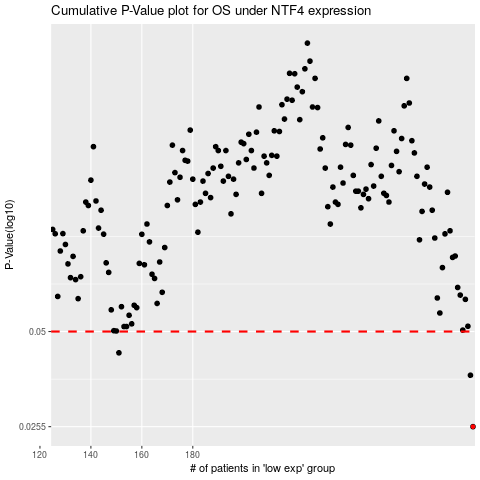 Cumulative P-Value plot for OS under NTF4 expression
P-Value(log10)
0.05
0.0255
120 140 160 180
# of patients in 'low exp' group